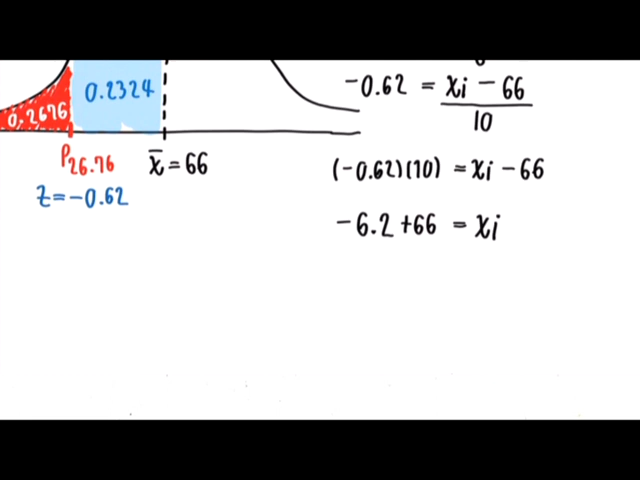 0.2324
0.2676
P26.76
x̄ = 66
z = -0.62
-0.62 = xi - 66
10
(-0.62)(10) = xi - 66
-6.2 + 66 = xi